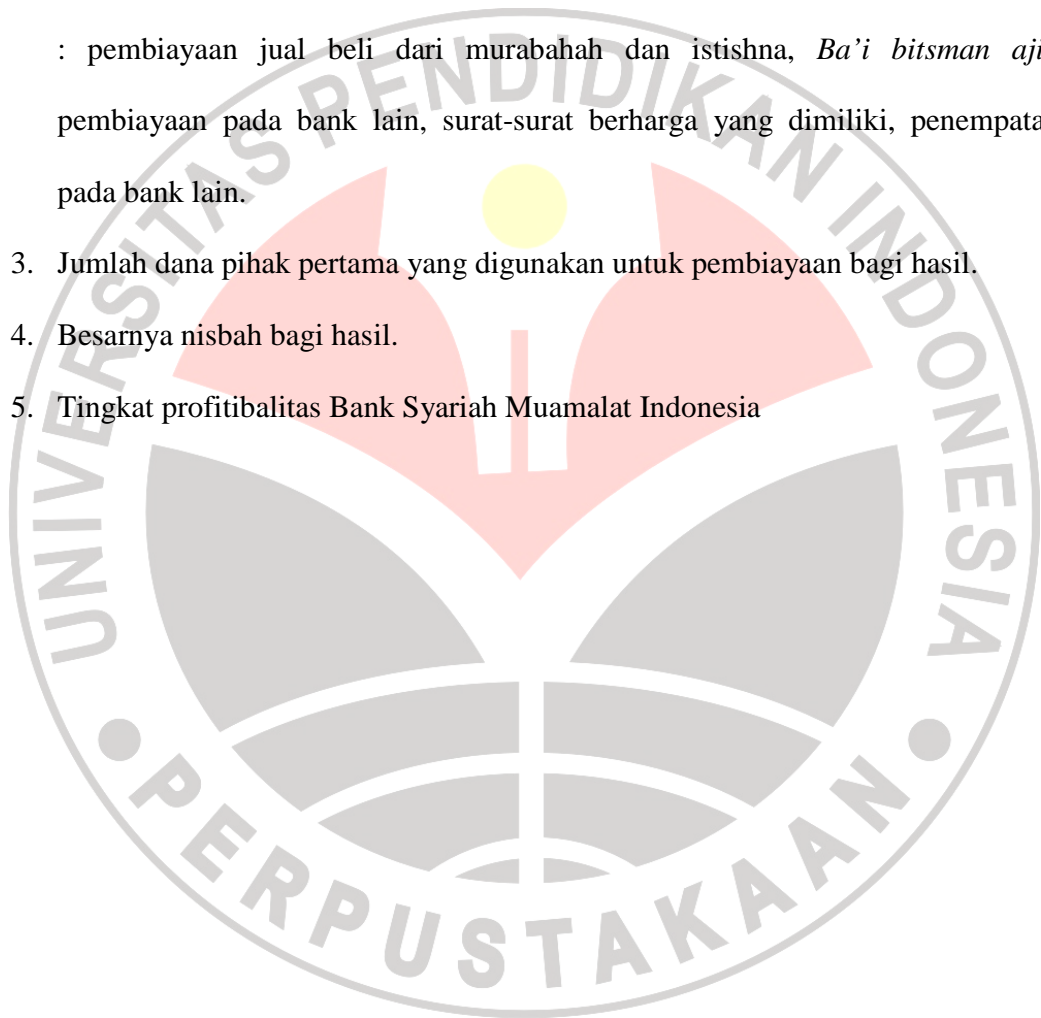 : pembiayaan jual beli dari murabahah dan istishna, Ba’i bitsman aji
pembiayaan pada bank lain, surat-surat berharga yang dimiliki, penempata
pada bank lain.
3. Jumlah dana pihak pertama yang digunakan untuk pembiayaan bagi hasil.
4. Besarnya nisbah bagi hasil.
5. Tingkat profitibalitas Bank Syariah Muamalat Indonesia
UNIVERSITAS PENDIDIKAN INDONESIA
PERPUSTAKAAN